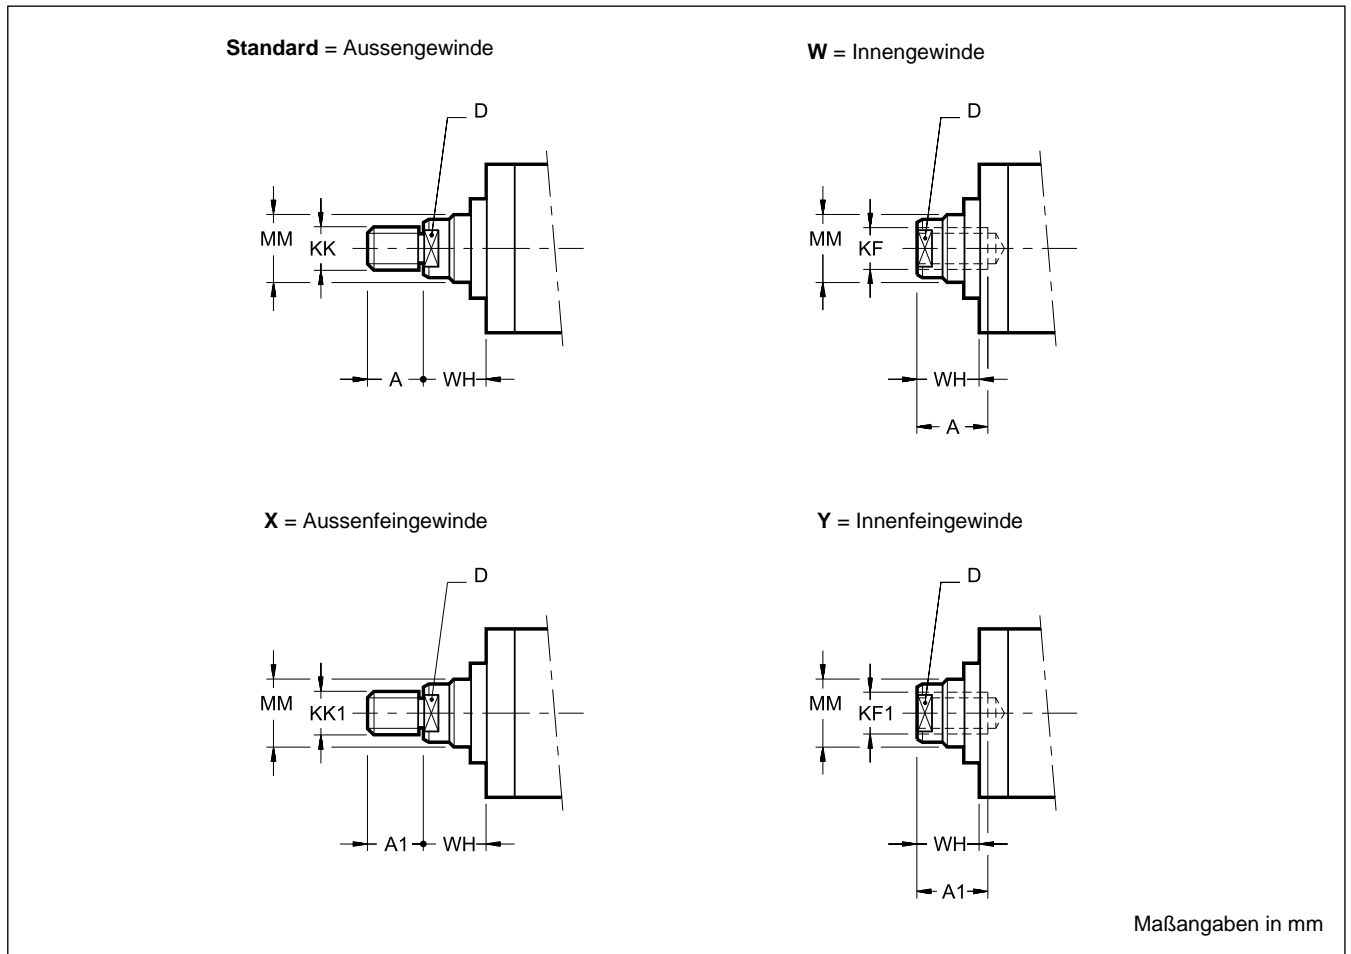 Standard = Aussengewinde
W = Innengewinde
D
D
MM
KK
MM
KF
A
WH
WH
A
X = Aussenfeingewinde
Y = Innenfeingewinde
D
D
MM
KK1
MM
KF1
A1
WH
WH
A1
Maßangaben in mm